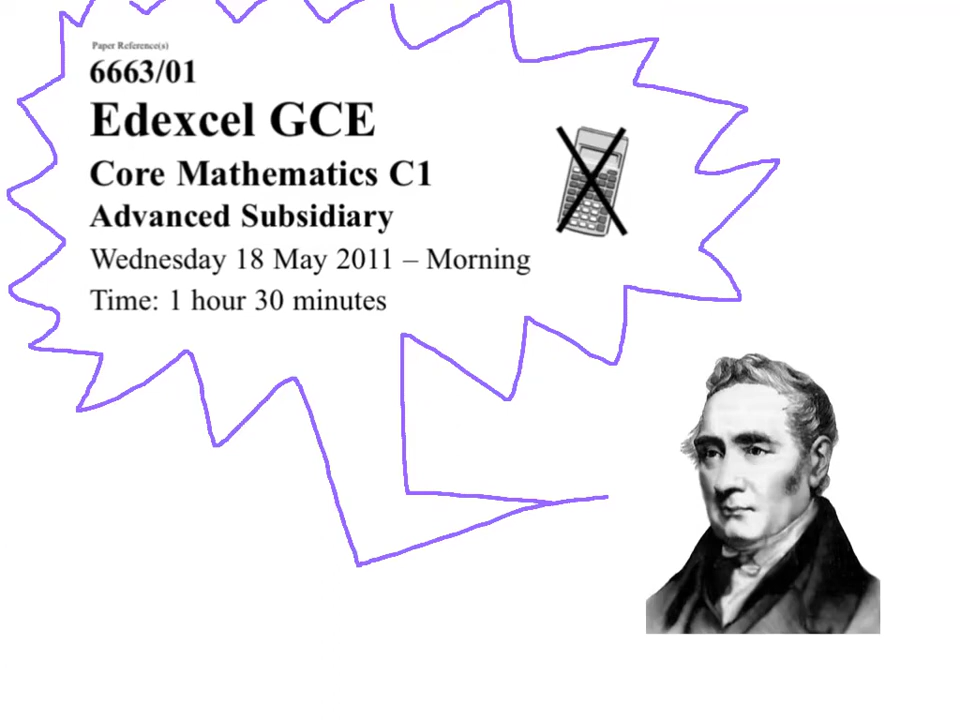 Paper Reference(s)
6663/01
Edexcel GCE
Core Mathematics C1
Advanced Subsidiary
Wednesday 18 May 2011 – Morning
Time: 1 hour 30 minutes